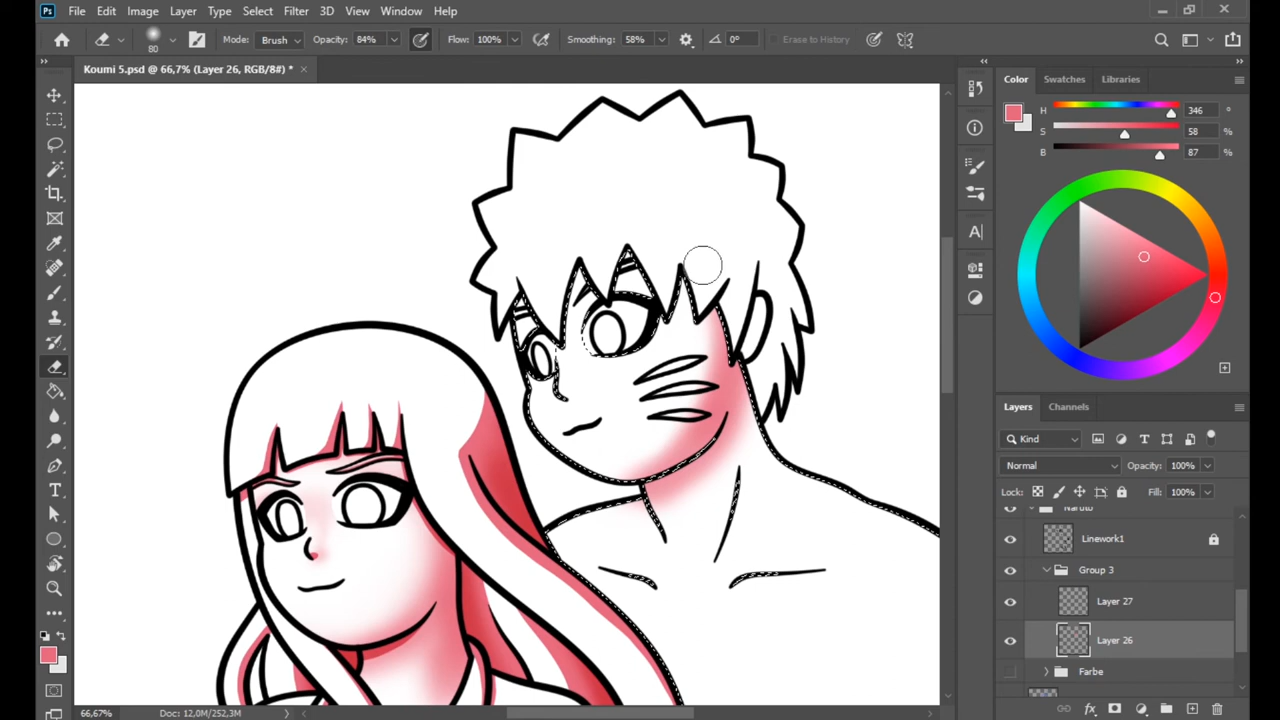 Ps File Edit Image Layer Type Select Filter 3D View Window Help
80 Mode: Brush Opacity: 84% Flow: 100% Smoothing: 58% 0° Erase to History
Koumi 5.psd @ 66,7% (Layer 26, RGB/8#) * ×
Color Swatches Libraries
H 346 °
S 58 %
B 87 %
Layers Channels
Kind
Normal Opacity: 100%
Lock: Fill: 100%
Naruto
Linework1
Group 3
Layer 27
Layer 26
Farbe
66,67% Doc: 12,0M/252,3M